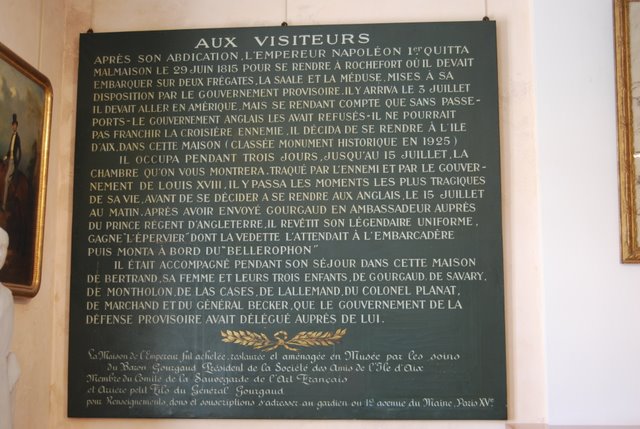 AUX VISITEURS
APRÈS SON ABDICATION, L'EMPEREUR NAPOLÉON 1er QUITTA
MALMAISON LE 29 JUIN 1815 POUR SE RENDRE À ROCHEFORT OÙ IL DEVAIT
EMBARQUER SUR DEUX FRÉGATES, LA SAALE ET LA MÉDUSE, MISES À SA
DISPOSITION PAR LE GOUVERNEMENT PROVISOIRE. IL Y ARRIVA LE 3 JUILLET
IL DEVAIT ALLER EN AMÉRIQUE, MAIS SE RENDANT COMPTE QUE SANS PASSE-
PORTS - LE GOUVERNEMENT ANGLAIS LES AVAIT REFUSÉS - IL NE POURRAIT
PAS FRANCHIR LA CROISIÈRE ENNEMIE, IL DÉCIDA DE SE RENDRE À L'ILE
D'AIX, DANS CETTE MAISON (CLASSÉE MONUMENT HISTORIQUE EN 1925)
IL OCCUPA PENDANT TROIS JOURS, JUSQU'AU 15 JUILLET, LA
CHAMBRE QU'ON VOUS MONTRERA. TRAQUÉ PAR L'ENNEMI ET PAR LE GOUVER-
NEMENT DE LOUIS XVIII, IL Y PASSA LES MOMENTS LES PLUS TRAGIQUES
DE SA VIE, AVANT DE SE DÉCIDER A SE RENDRE AUX ANGLAIS, LE 15 JUILLET
AU MATIN. APRÈS AVOIR ENVOYÉ GOURGAUD EN AMBASSADEUR AUPRÈS
DU PRINCE RÉGENT D'ANGLETERRE, IL REVÊTIT SON LÉGENDAIRE UNIFORME,
GAGNE "L'ÉPERVIER" DONT LA VEDETTE L'ATTENDAIT À L'EMBARCADÈRE
PUIS MONTA À BORD DU "BELLEROPHON"
IL ÉTAIT ACCOMPAGNÉ PENDANT SON SÉJOUR DANS CETTE MAISON
DE BERTRAND, SA FEMME ET LEURS TROIS ENFANTS, DE GOURGAUD, DE SAVARY,
DE MONTHOLON, DE LAS CASES, DE LALLEMAND, DU COLONEL PLANAT,
DE MARCHAND ET DU GÉNÉRAL BECKER, QUE LE GOUVERNEMENT DE LA
DÉFENSE PROVISOIRE AVAIT DÉLÉGUÉ AUPRÈS DE LUI.
La Maison de l'Empereur fut achetée, restaurée et aménagée en Musée par les soins
du Baron Gourgaud Président de la Société des Amis de l'Ile d'Aix
Membre du Comité de la Sauvegarde de l'Art Français
et Arrière petit Fils du Général Gourgaud
pour Renseignements, dons et souscriptions s'adresser au gardien ou 12 avenue du Maine, Paris XVe